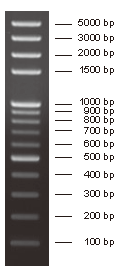 5000 bp
3000 bp
2000 bp
1500 bp
1000 bp
900 bp
800 bp
700 bp
600 bp
500 bp
400 bp
300 bp
200 bp
100 bp